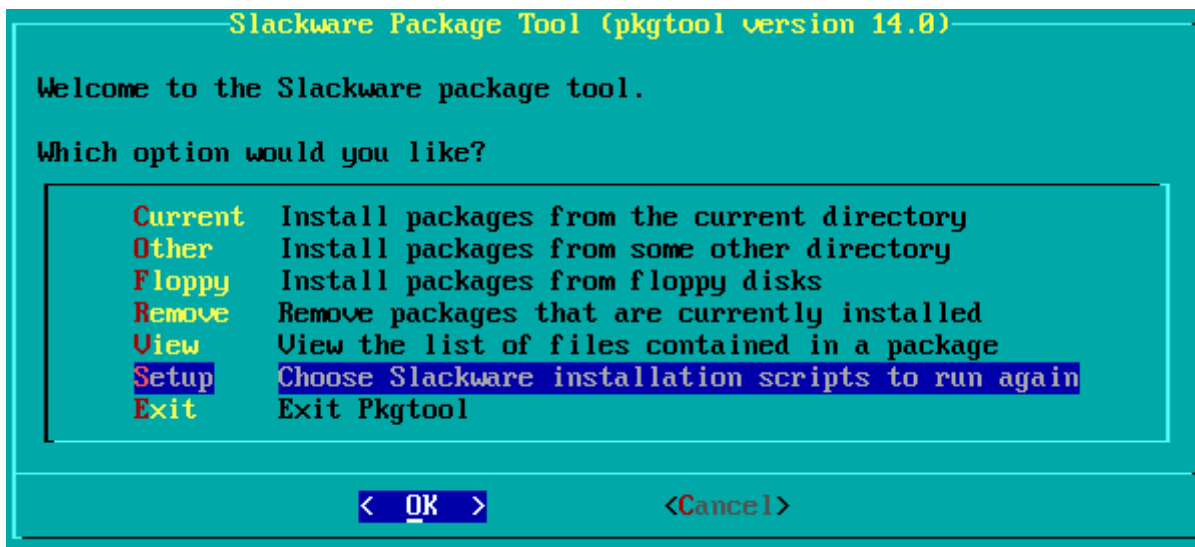 Slackware Package Tool (pkgtool version 14.0)
Welcome to the Slackware package tool.
Which option would you like?
Current Install packages from the current directory
Other Install packages from some other directory
Floppy Install packages from floppy disks
Remove Remove packages that are currently installed
View View the list of files contained in a package
Setup Choose Slackware installation scripts to run again
Exit Exit Pkgtool
< OK > <Cancel>